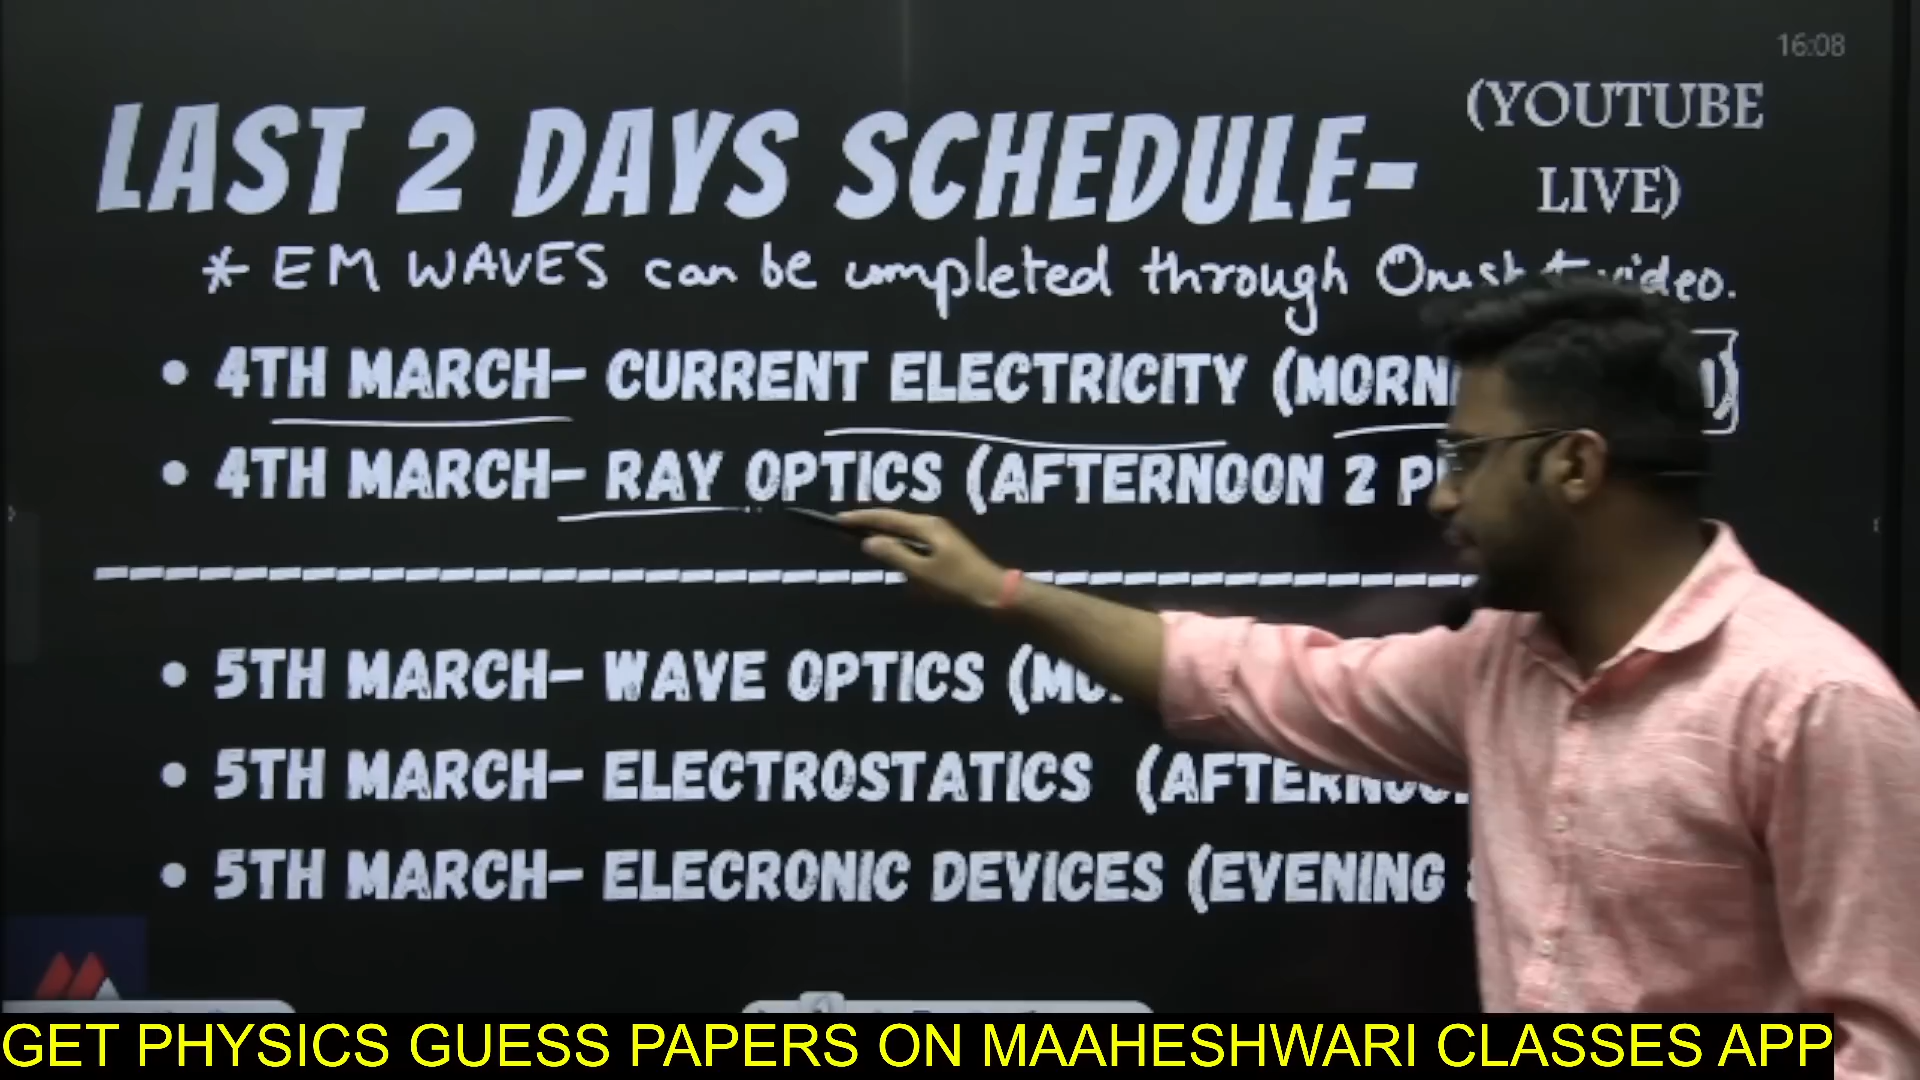 16:08
LAST 2 DAYS SCHEDULE-
(YOUTUBE
LIVE)
* EM WAVES can be completed through video.
• 4TH MARCH- CURRENT ELECTRICITY
• 4TH MARCH- RAY OPTICS (AFTERNOON 2
• 5TH MARCH- WAVE OPTICS
• 5TH MARCH- ELECTROSTATICS
• 5TH MARCH- ELECRONIC DEVICES (EVENING
GET PHYSICS GUESS PAPERS ON MAAHESHWARI CLASSES APP